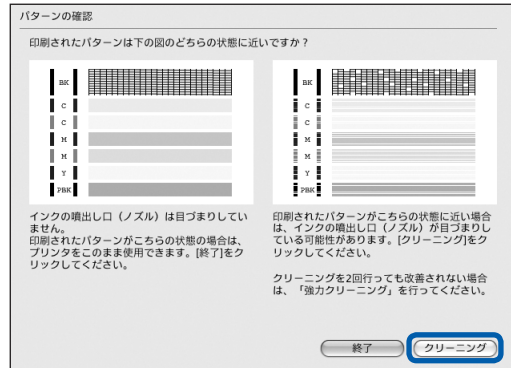 パターンの確認
印刷されたパターンは下の図のどちらの状態に近いですか？
BK
C
C
M
M
Y
PBK
BK
C
C
M
M
Y
PBK
インクの噴出し口（ノズル）は目づまりしてい
ません。
印刷されたパターンがこちらの状態の場合は、
プリンタをこのまま使用できます。[終了]をク
リックしてください。
印刷されたパターンがこちらの状態に近い場合
は、インクの噴出し口（ノズル）が目づまりし
ている可能性があります。[クリーニング]をク
リックしてください。
クリーニングを2回行っても改善されない場合
は、「強力クリーニング」を行ってください。
終了
クリーニング